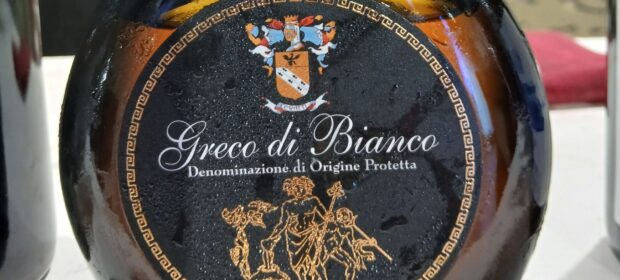 Greco di Bianco
Denominazione di Origine Protetta